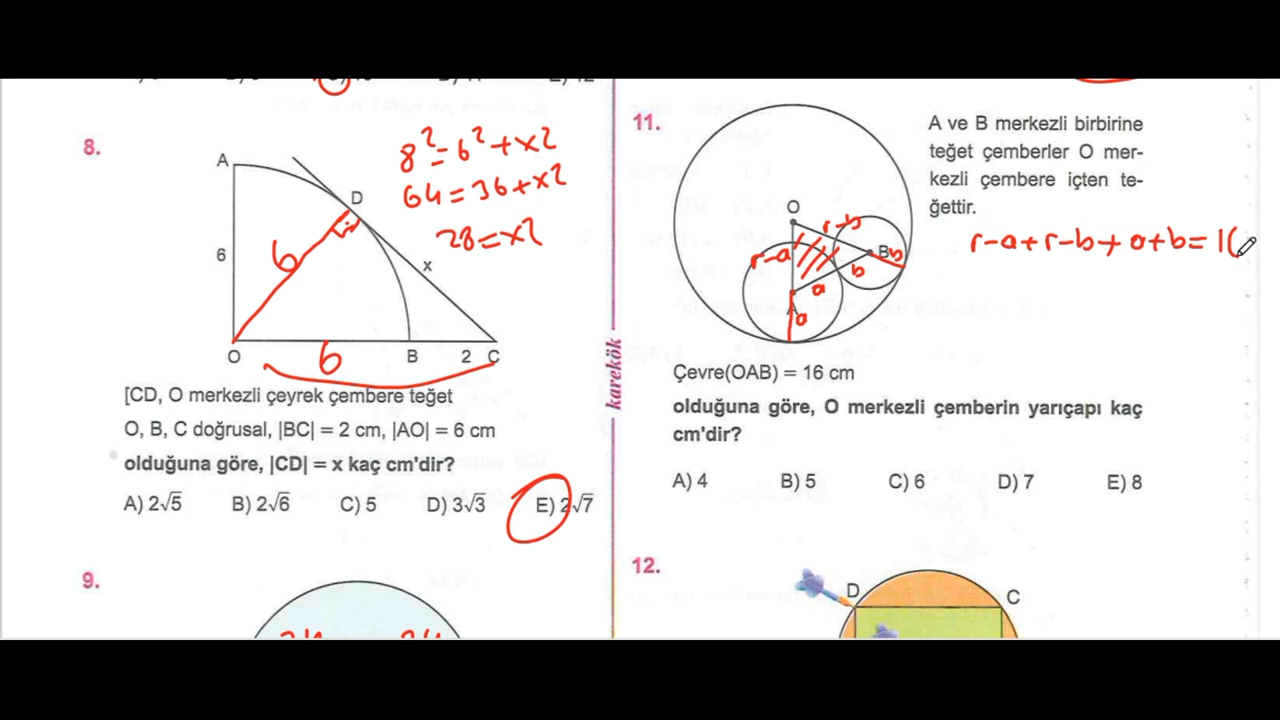 8.
A
D
6
6
x
O
6
B
2
C
8²=6²+x2
64=36+x2
28=x2
[CD, O merkezli çeyrek çembere teğet
O, B, C doğrusal, |BC| = 2 cm, |AO| = 6 cm
olduğuna göre, |CD| = x kaç cm'dir?
A) 2√5 B) 2√6 C) 5 D) 3√3 E) 2√7
9.
karekök
11.
A ve B merkezli birbirine
teğet çemberler O mer-
kezli çembere içten te-
ğettir.
r-a+r-b+a+b=1
O
r-b
r-a
B
b
b
a
A
a
Çevre(OAB) = 16 cm
olduğuna göre, O merkezli çemberin yarıçapı kaç
cm'dir?
A) 4 B) 5 C) 6 D) 7 E) 8
12.
D
C